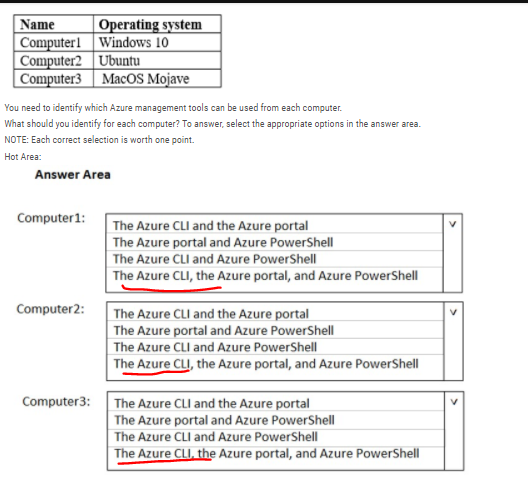 Name Operating system
Computer1 Windows 10
Computer2 Ubuntu
Computer3 MacOS Mojave
You need to identify which Azure management tools can be used from each computer.
What should you identify for each computer? To answer, select the appropriate options in the answer area.
NOTE: Each correct selection is worth one point.
Hot Area:
Answer Area
Computer1:
The Azure CLI and the Azure portal
The Azure portal and Azure PowerShell
The Azure CLI and Azure PowerShell
The Azure CLI, the Azure portal, and Azure PowerShell
Computer2:
The Azure CLI and the Azure portal
The Azure portal and Azure PowerShell
The Azure CLI and Azure PowerShell
The Azure CLI, the Azure portal, and Azure PowerShell
Computer3:
The Azure CLI and the Azure portal
The Azure portal and Azure PowerShell
The Azure CLI and Azure PowerShell
The Azure CLI, the Azure portal, and Azure PowerShell